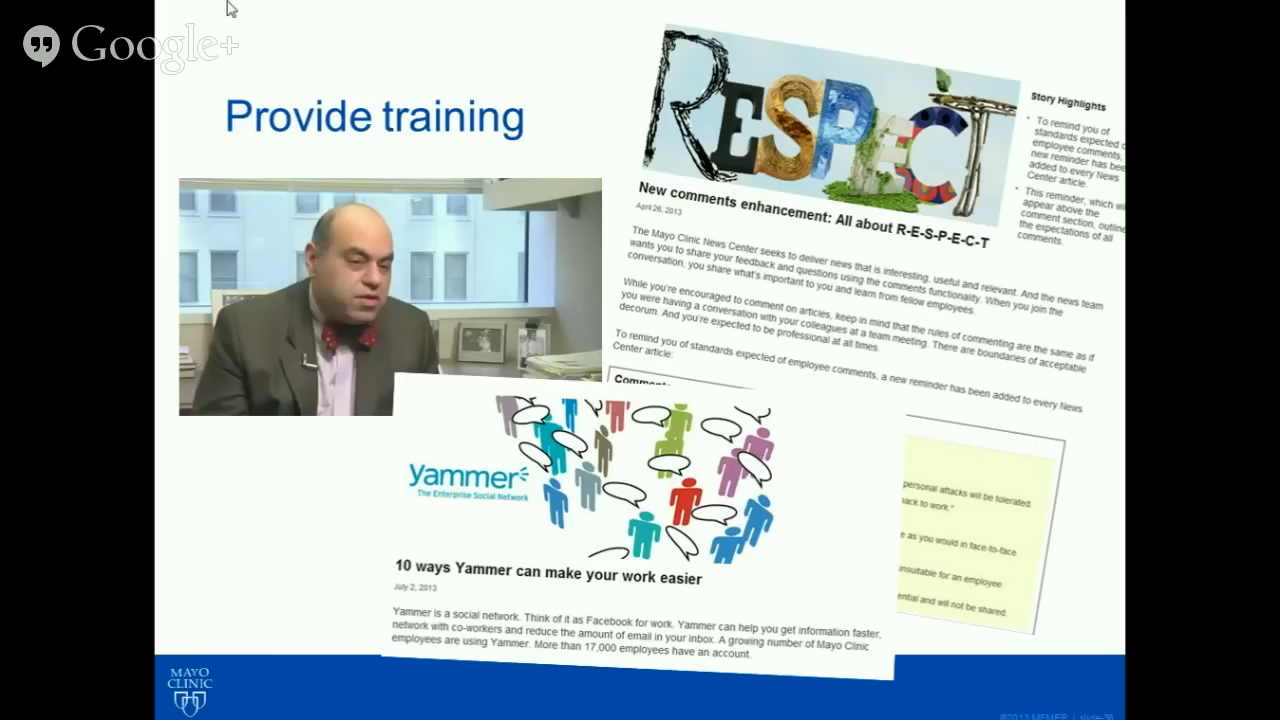 Google+
Provide training
RESPECT
Story Highlights
To remind you of
standards expected
employee comments,
new reminder has been
added to every News
Center article.
This reminder, which
appear above the
comment section,
the expectations of all
comments.
New comments enhancement: All about R-E-S-P-E-C-T
April 26, 2013
The Mayo Clinic News Center seeks to deliver news that is interesting, useful and relevant. And the news team
wants you to share your feedback and questions using the comments functionality. When you join the
conversation, you share what's important to you and learn from fellow employees.
While you're encouraged to comment on articles, keep in mind that the rules of commenting are the same as if
you were having a conversation with your colleagues at a team meeting. There are boundaries of acceptable
decorum. And you're expected to be professional at all times.
To remind you of standards expected of employee comments, a new reminder has been added to every News
Center article:
personal attacks will be tolerated.
back to work."
e as you would in face-to-face
unsuitable for an employee
ential and will not be shared.
yammer
The Enterprise Social Network
10 ways Yammer can make your work easier
July 2, 2013
Yammer is a social network. Think of it as Facebook for work. Yammer can help you get information faster,
network with co-workers and reduce the amount of email in your inbox. A growing number of Mayo Clinic
employees are using Yammer. More than 17,000 employees have an account.
MAYO
CLINIC
©2013 MFMER | slide-38